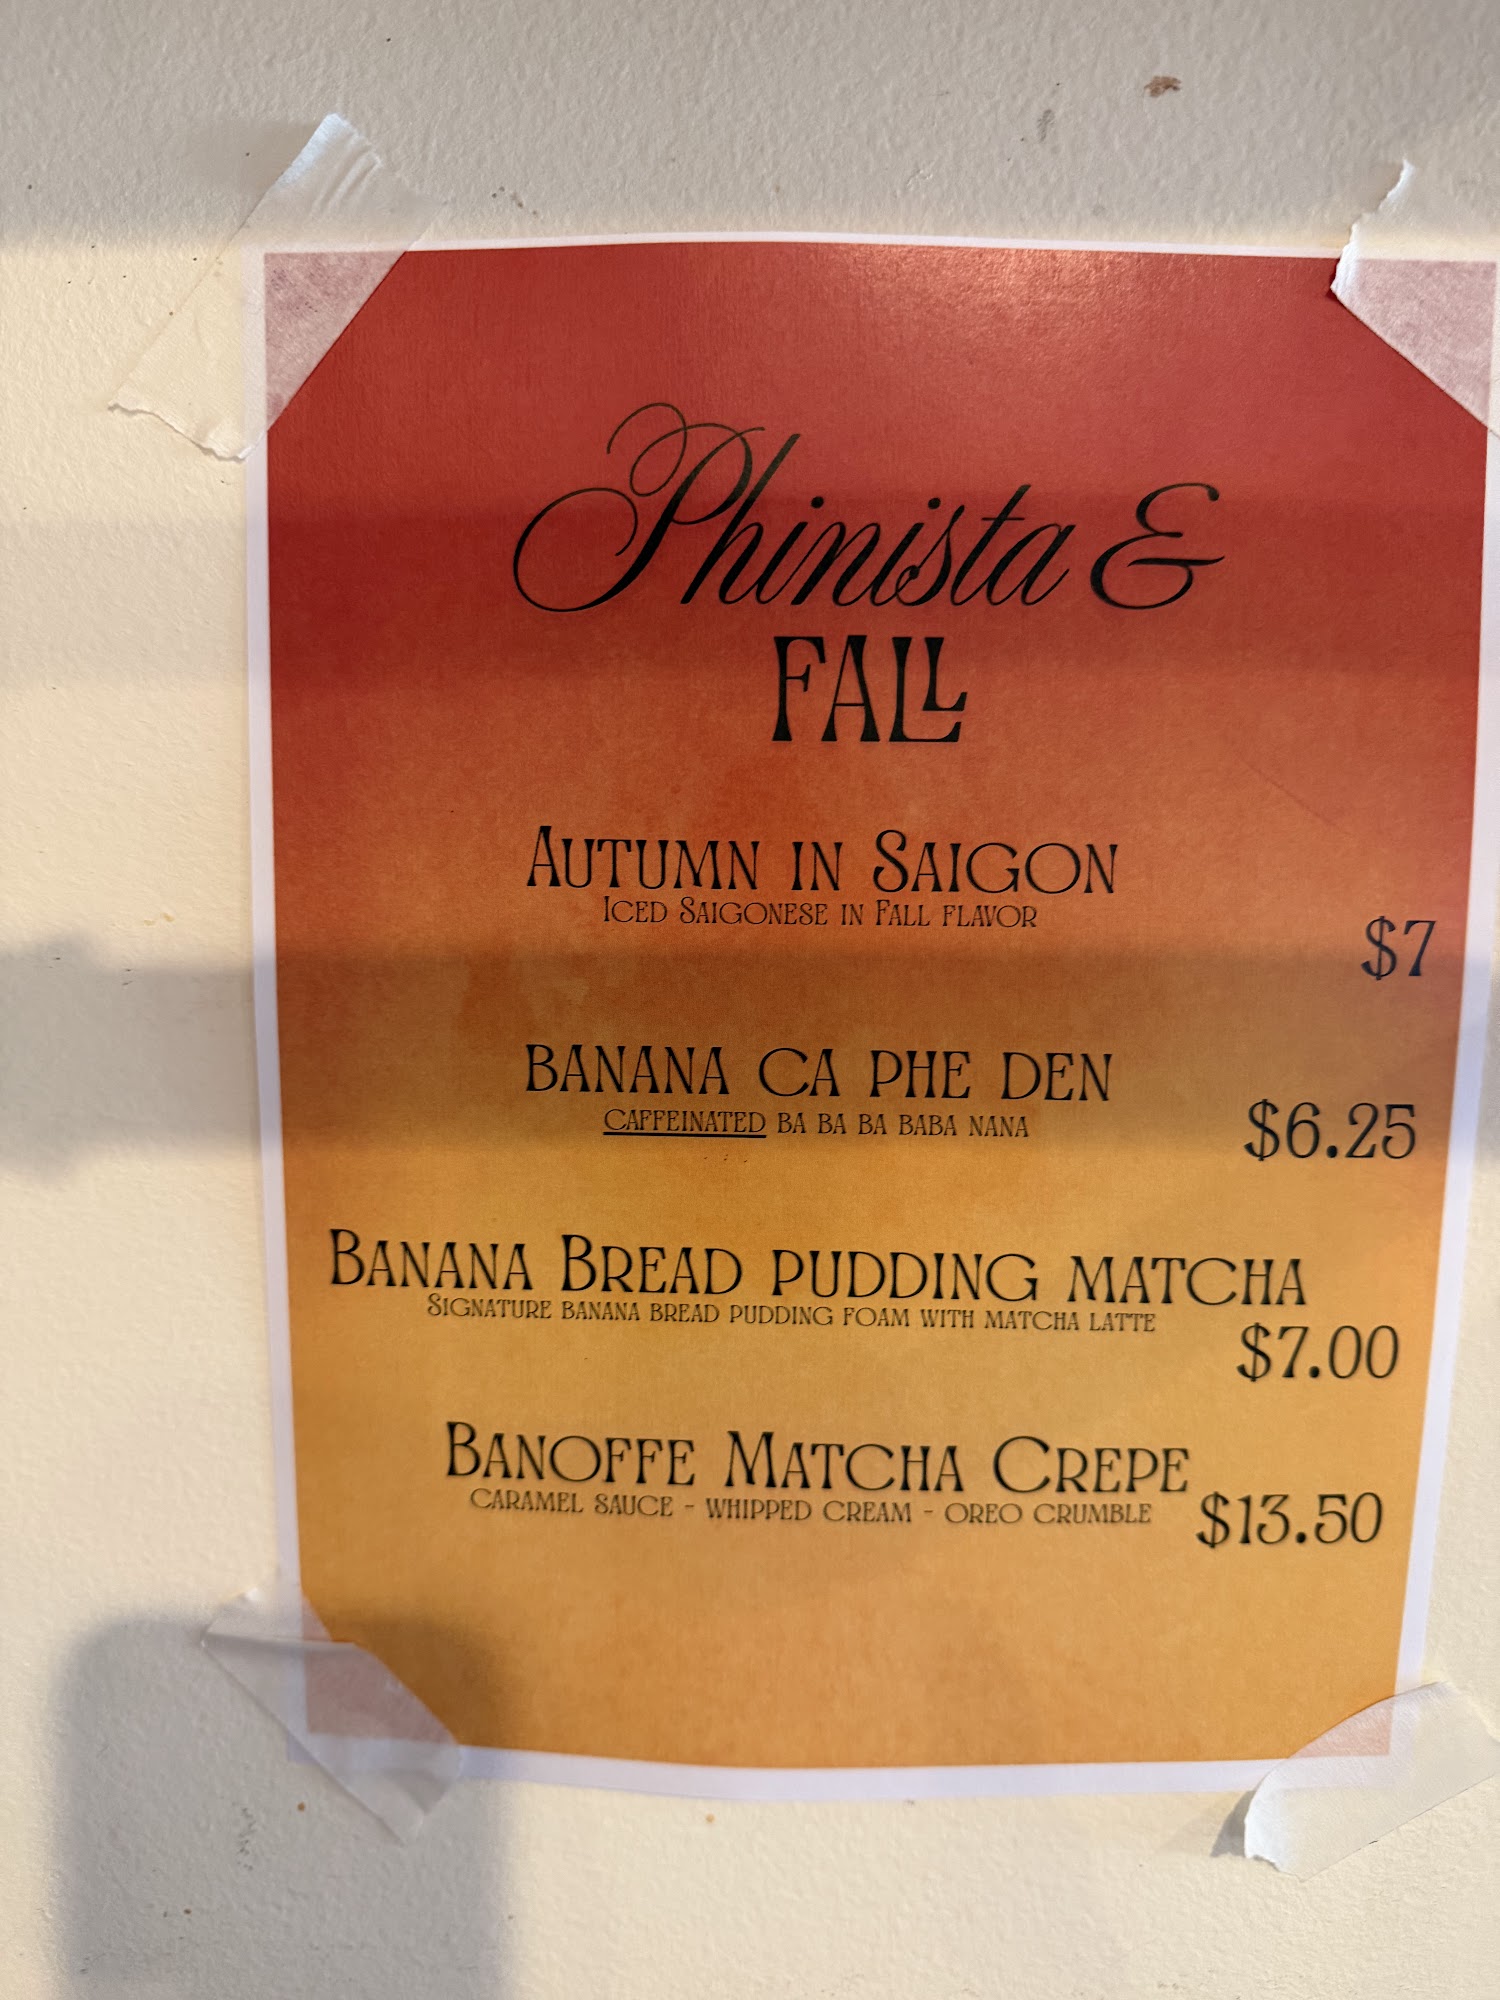 Phinista &
FALL
AUTUMN IN SAIGON
ICED SAIGONESE IN FALL FLAVOR
$7
BANANA CA PHE DEN
CAFFEINATED BA BA BA BABA NANA
$6.25
BANANA BREAD PUDDING MATCHA
SIGNATURE BANANA BREAD PUDDING FOAM WITH MATCHA LATTE
$7.00
BANOFFE MATCHA CREPE
CARAMEL SAUCE - WHIPPED CREAM - OREO CRUMBLE
$13.50